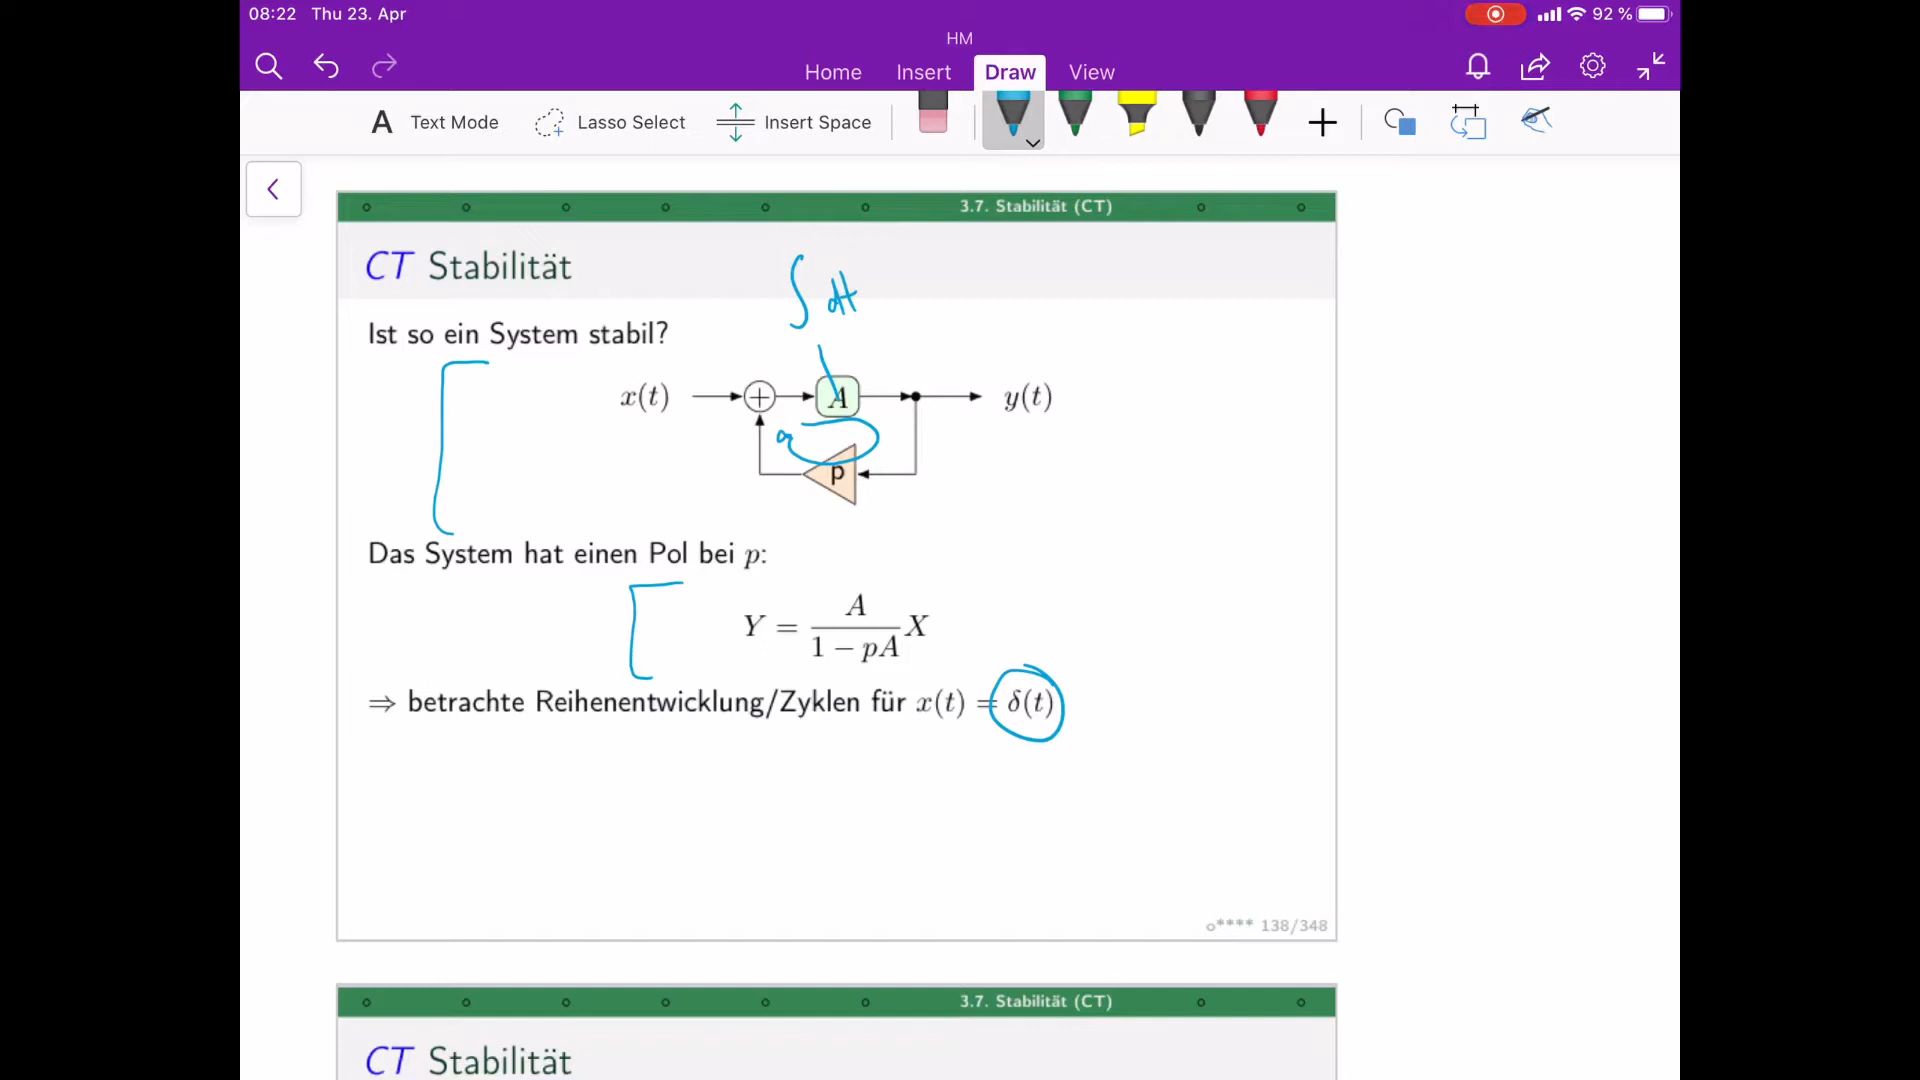 08:22 Thu 23. Apr
92 %
HM
Home Insert Draw View
A Text Mode Lasso Select Insert Space
3.7. Stabilität (CT)
CT Stabilität
∫ dt
Ist so ein System stabil?
x(t) + A y(t)
p
Das System hat einen Pol bei p:
Y = A / (1 − pA) X
⇒ betrachte Reihenentwicklung/Zyklen für x(t) = δ(t)
o**** 138/348
3.7. Stabilität (CT)
CT Stabilität